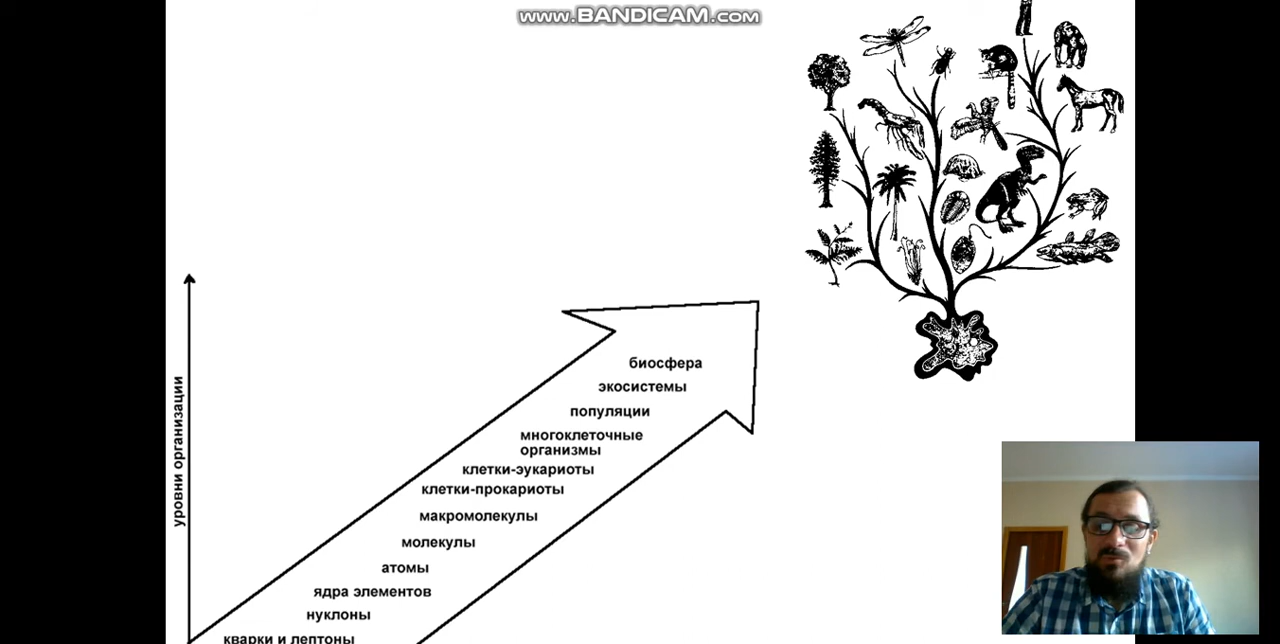 www.BANDICAM.com
уровни организации
биосфера
экосистемы
популяции
многоклеточные
организмы
клетки-эукариоты
клетки-прокариоты
макромолекулы
молекулы
атомы
ядра элементов
нуклоны
кварки и лептоны